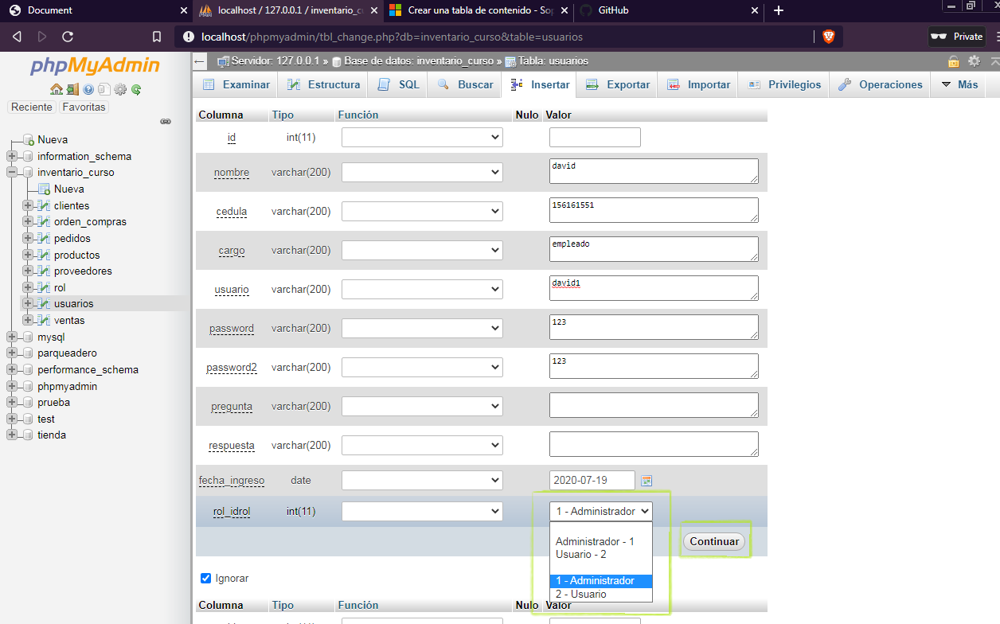 Document
localhost / 127.0.0.1 / inventario_cu
Crear una tabla de contenido - Sop
GitHub
localhost/phpmyadmin/tbl_change.php?db=inventario_curso&table=usuarios
Private
phpMyAdmin
Reciente Favoritas
Nueva
information_schema
inventario_curso
Nueva
clientes
orden_compras
pedidos
productos
proveedores
rol
usuarios
ventas
mysql
parqueadero
performance_schema
phpmyadmin
prueba
test
tienda
Servidor: 127.0.0.1 » Base de datos: inventario_curso » Tabla: usuarios
Examinar Estructura SQL Buscar Insertar Exportar Importar Privilegios Operaciones Más
Columna Tipo Función Nulo Valor
id int(11)
nombre varchar(200) david
cedula varchar(200) 156161551
cargo varchar(200) empleado
usuario varchar(200) david1
password varchar(200) 123
password2 varchar(200) 123
pregunta varchar(200)
respuesta varchar(200)
fecha_ingreso date 2020-07-19
rol_idrol int(11) 1 - Administrador
Administrador - 1
Usuario - 2
1 - Administrador
2 - Usuario
Continuar
Ignorar
Columna Tipo Función Nulo Valor